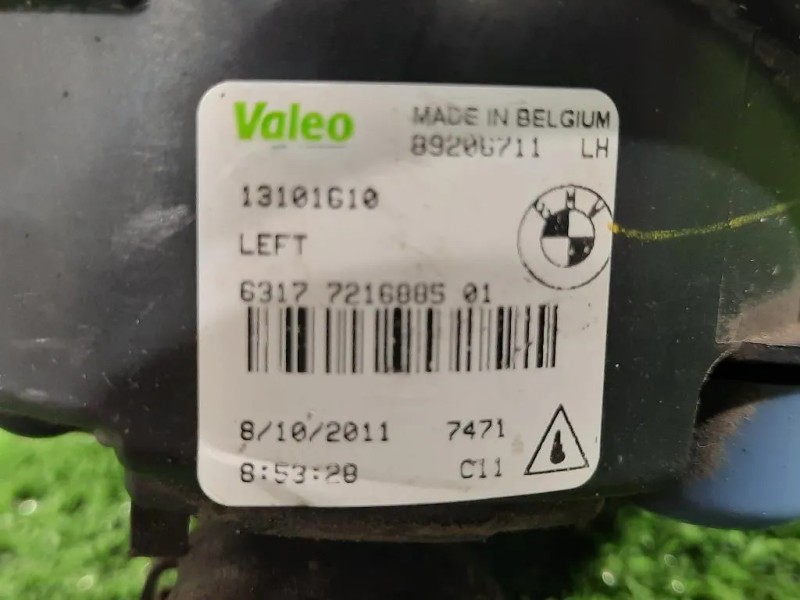 Valeo
MADE IN BELGIUM
89206711 LH
13101610
LEFT
BMW
6317 7216885 01
8/10/2011 7471
8:53:28 C11